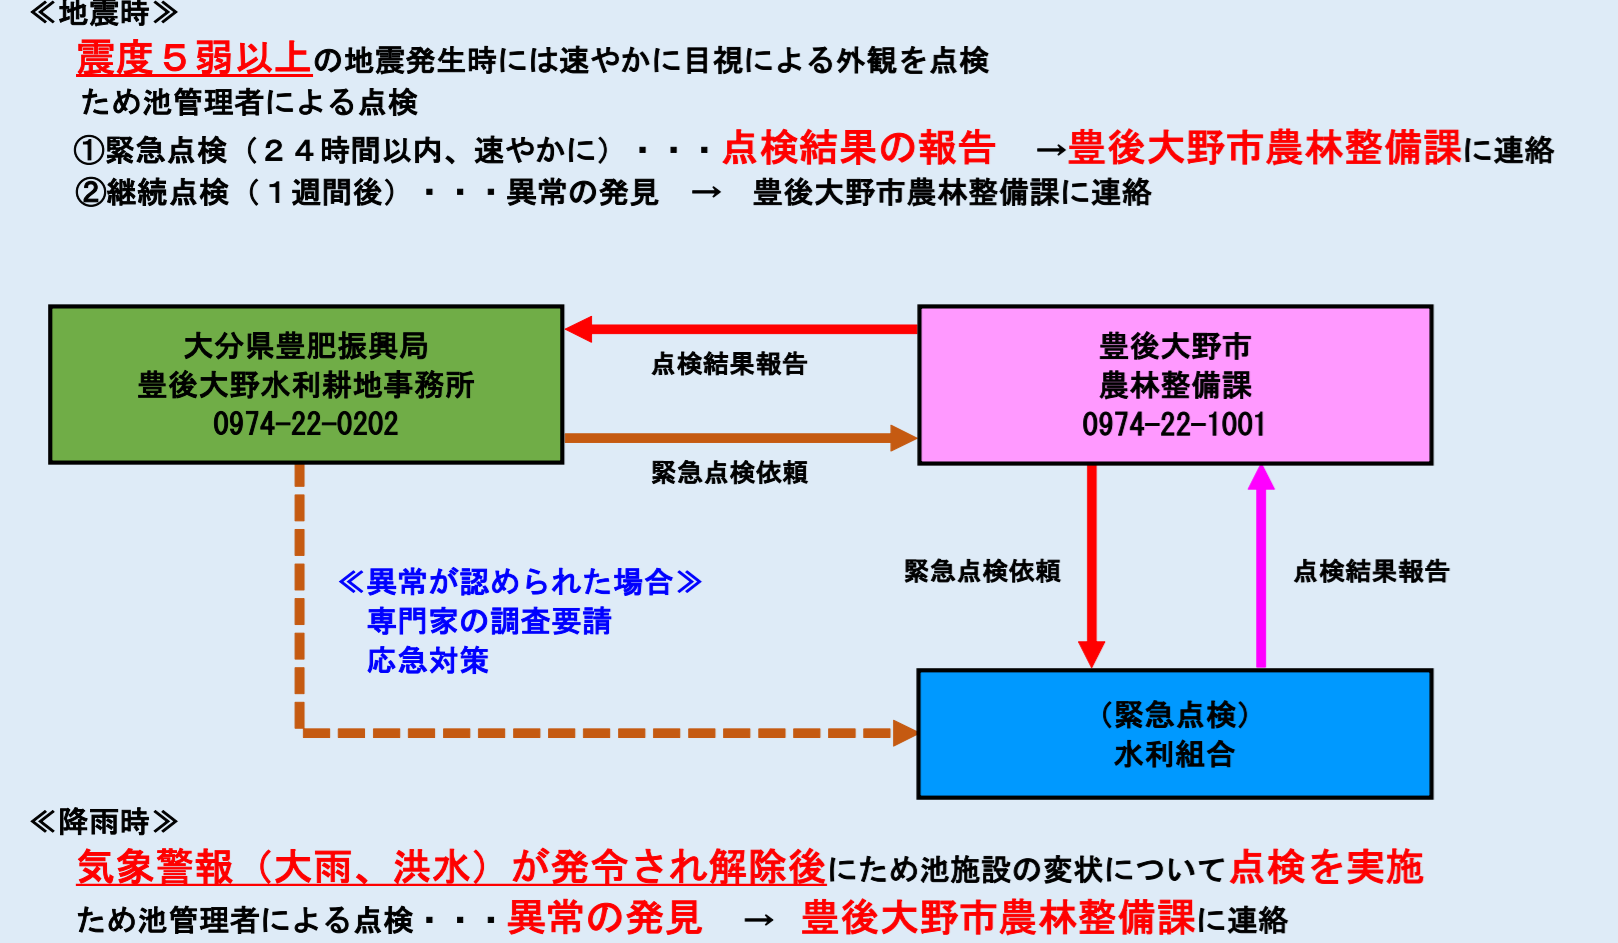 ≪地震時≫
震度５弱以上の地震発生時には速やかに目視による外観を点検
ため池管理者による点検
①緊急点検（２４時間以内、速やかに）・・・点検結果の報告　→豊後大野市農林整備課に連絡
②継続点検（１週間後）・・・異常の発見　→　豊後大野市農林整備課に連絡
大分県豊肥振興局
豊後大野水利耕地事務所
0974-22-0202
点検結果報告
緊急点検依頼
豊後大野市
農林整備課
0974-22-1001
≪異常が認められた場合≫
専門家の調査要請
応急対策
緊急点検依頼
点検結果報告
（緊急点検）
水利組合
≪降雨時≫
気象警報（大雨、洪水）が発令され解除後にため池施設の変状について点検を実施
ため池管理者による点検・・・異常の発見　→　豊後大野市農林整備課に連絡